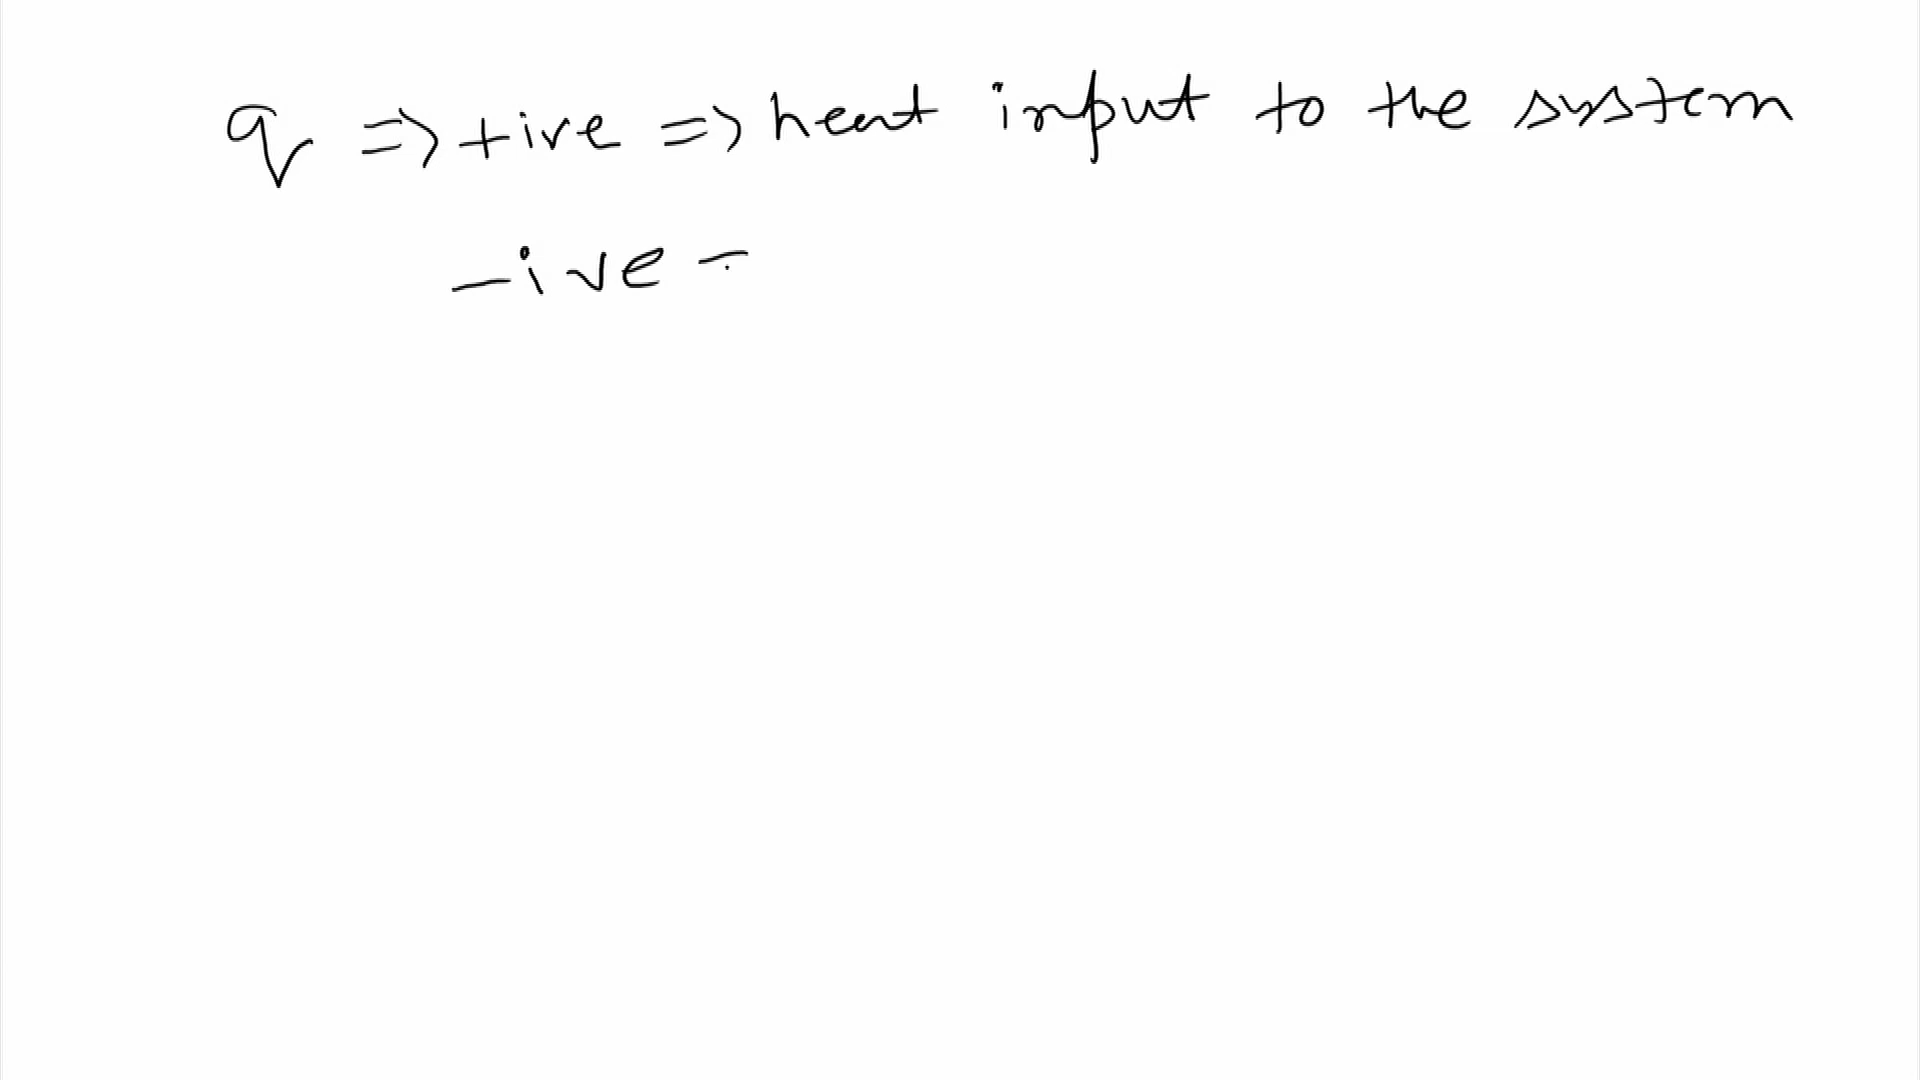 q => +ive => heat input to the system
-ive -